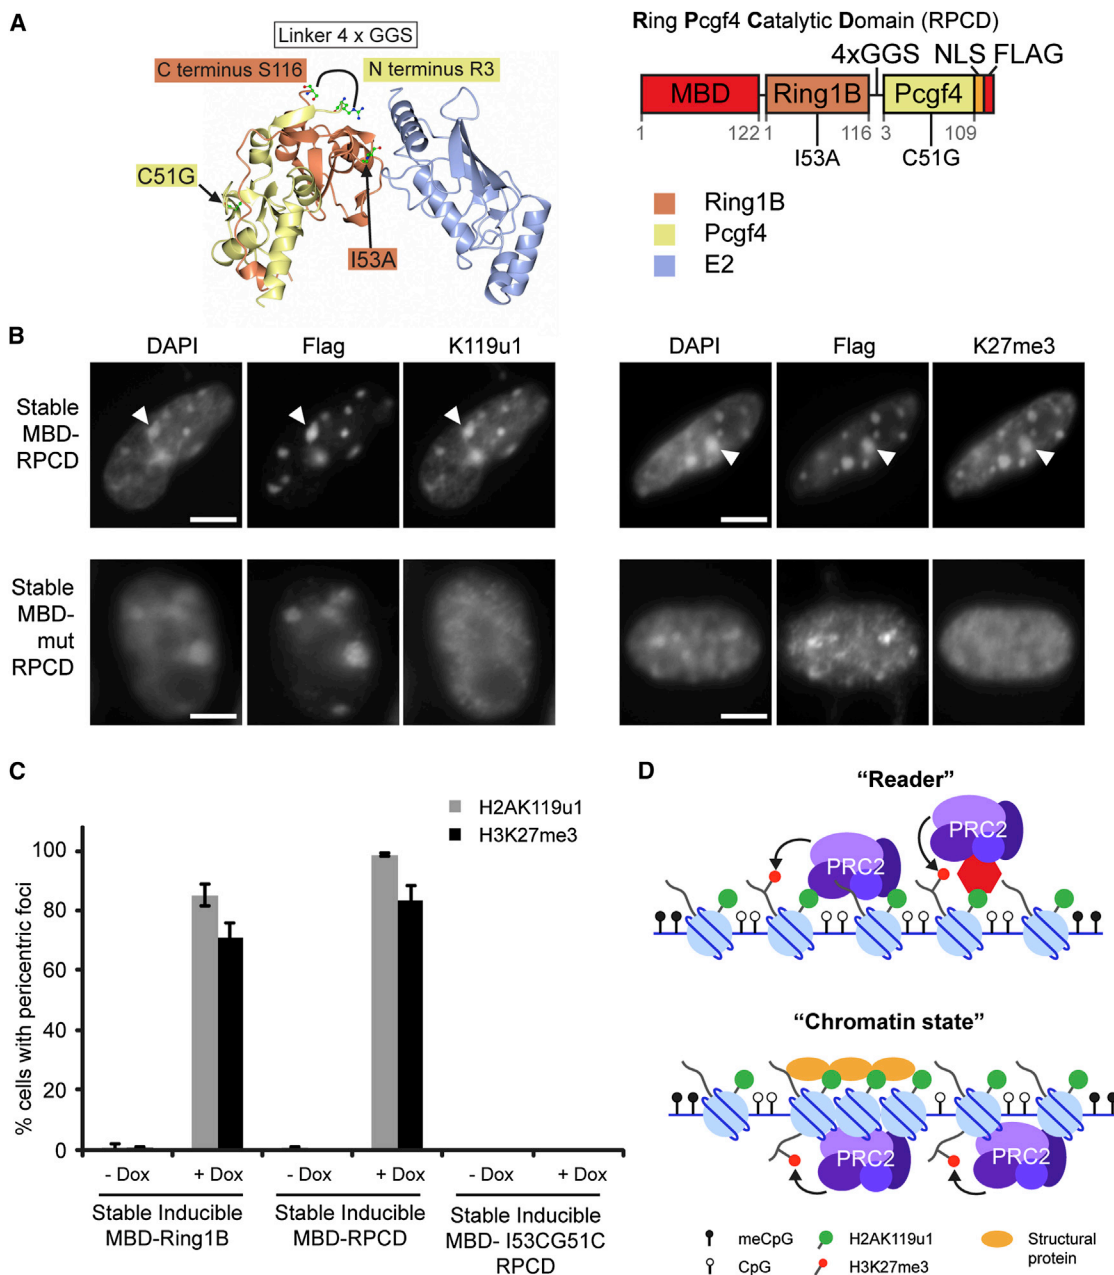 A
Linker 4 x GGS
C terminus S116
N terminus R3
C51G
I53A
Ring Pcgf4 Catalytic Domain (RPCD)
4xGGS NLS FLAG
MBD Ring1B Pcgf4
1 122 1 116 3 109
I53A C51G
Ring1B
Pcgf4
E2
B
DAPI Flag K119u1 DAPI Flag K27me3
Stable
MBD-
RPCD
Stable
MBD-
mut
RPCD
C
H2AK119u1
H3K27me3
% cells with pericentric foci
100
80
60
40
20
0
- Dox + Dox - Dox + Dox - Dox + Dox
Stable Inducible
MBD-Ring1B
Stable Inducible
MBD-RPCD
Stable Inducible
MBD- I53CG51C
RPCD
D
“Reader”
PRC2
PRC2
“Chromatin state”
PRC2
PRC2
meCpG
CpG
H2AK119u1
H3K27me3
Structural
protein